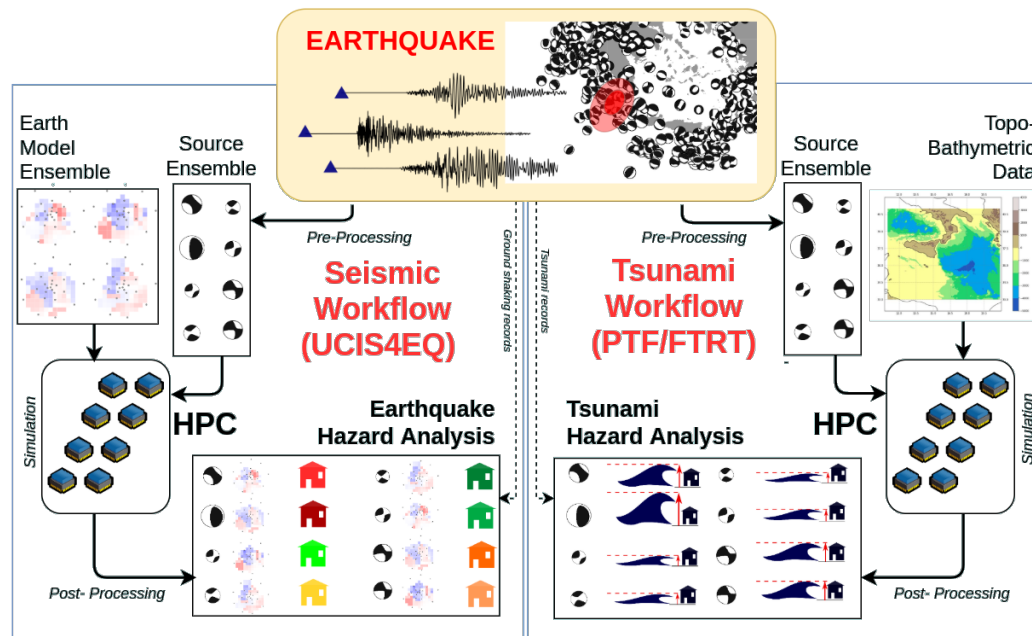 EARTHQUAKE
Earth
Model
Ensemble
Source
Ensemble
Pre-Processing
Seismic
Workflow
(UCIS4EQ)
Ground shaking records
Simulation
HPC
Earthquake
Hazard Analysis
Post- Processing
Tsunami records
Pre-Processing
Source
Ensemble
Topo-
Bathymetric
Data
Tsunami
Workflow
(PTF/FTRT)
Tsunami
Hazard Analysis
HPC
Simulation
Post- Processing